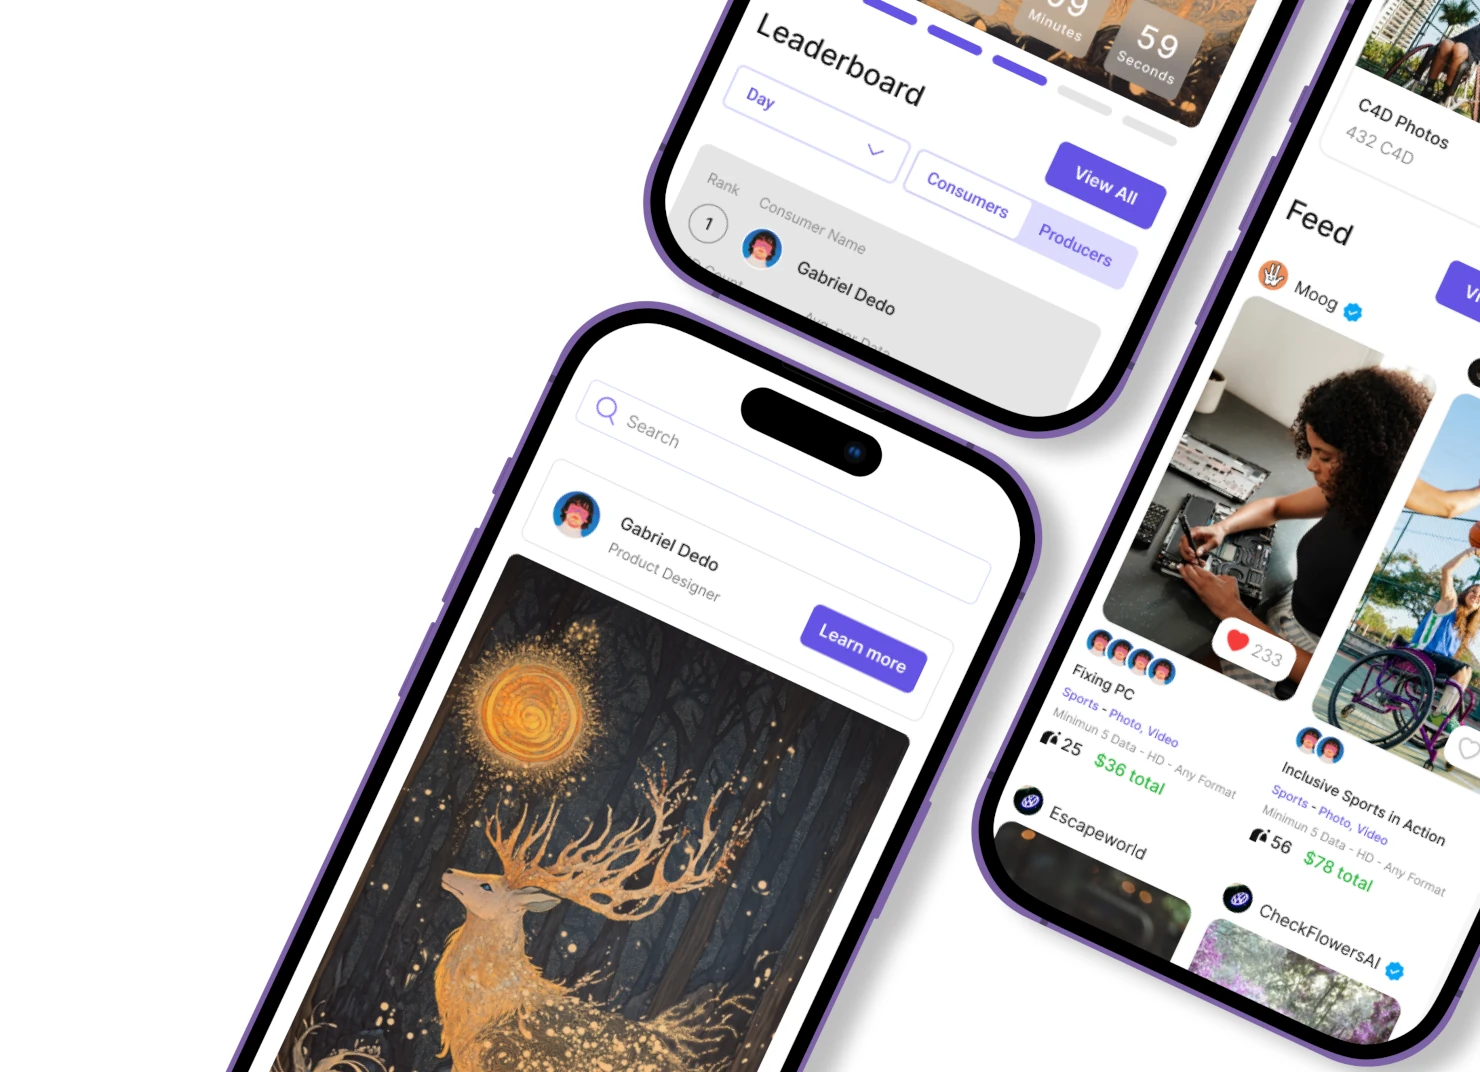 Minutes
59
Seconds
Leaderboard
Day
View All
Consumers
Producers
Rank
Consumer Name
1
Gabriel Dedo
Search
Gabriel Dedo
Product Designer
Learn more
C4D Photos
432 C4D
Feed
Moog
233
Fixing PC
Sports - Photo, Video
Minimun 5 Data - HD - Any Format
25
$36 total
Inclusive Sports in Action
Sports - Photo, Video
Minimun 5 Data - HD - Any Format
56
$78 total
Escapeworld
CheckFlowersAI